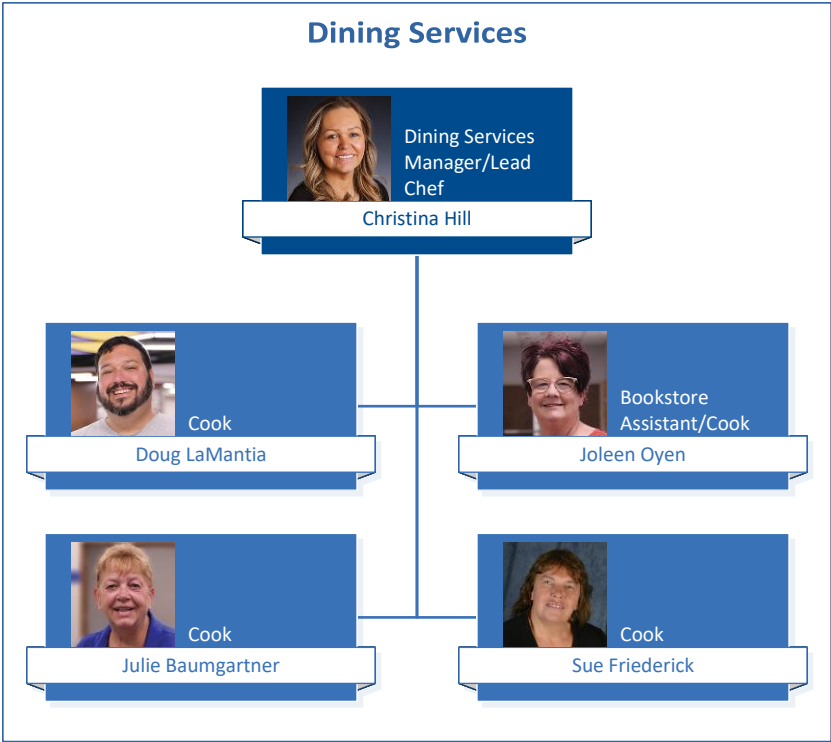 Dining Services
Dining Services
Manager/Lead
Chef
Christina Hill
Cook
Doug LaMantia
Bookstore
Assistant/Cook
Joleen Oyen
Cook
Julie Baumgartner
Cook
Sue Friederick